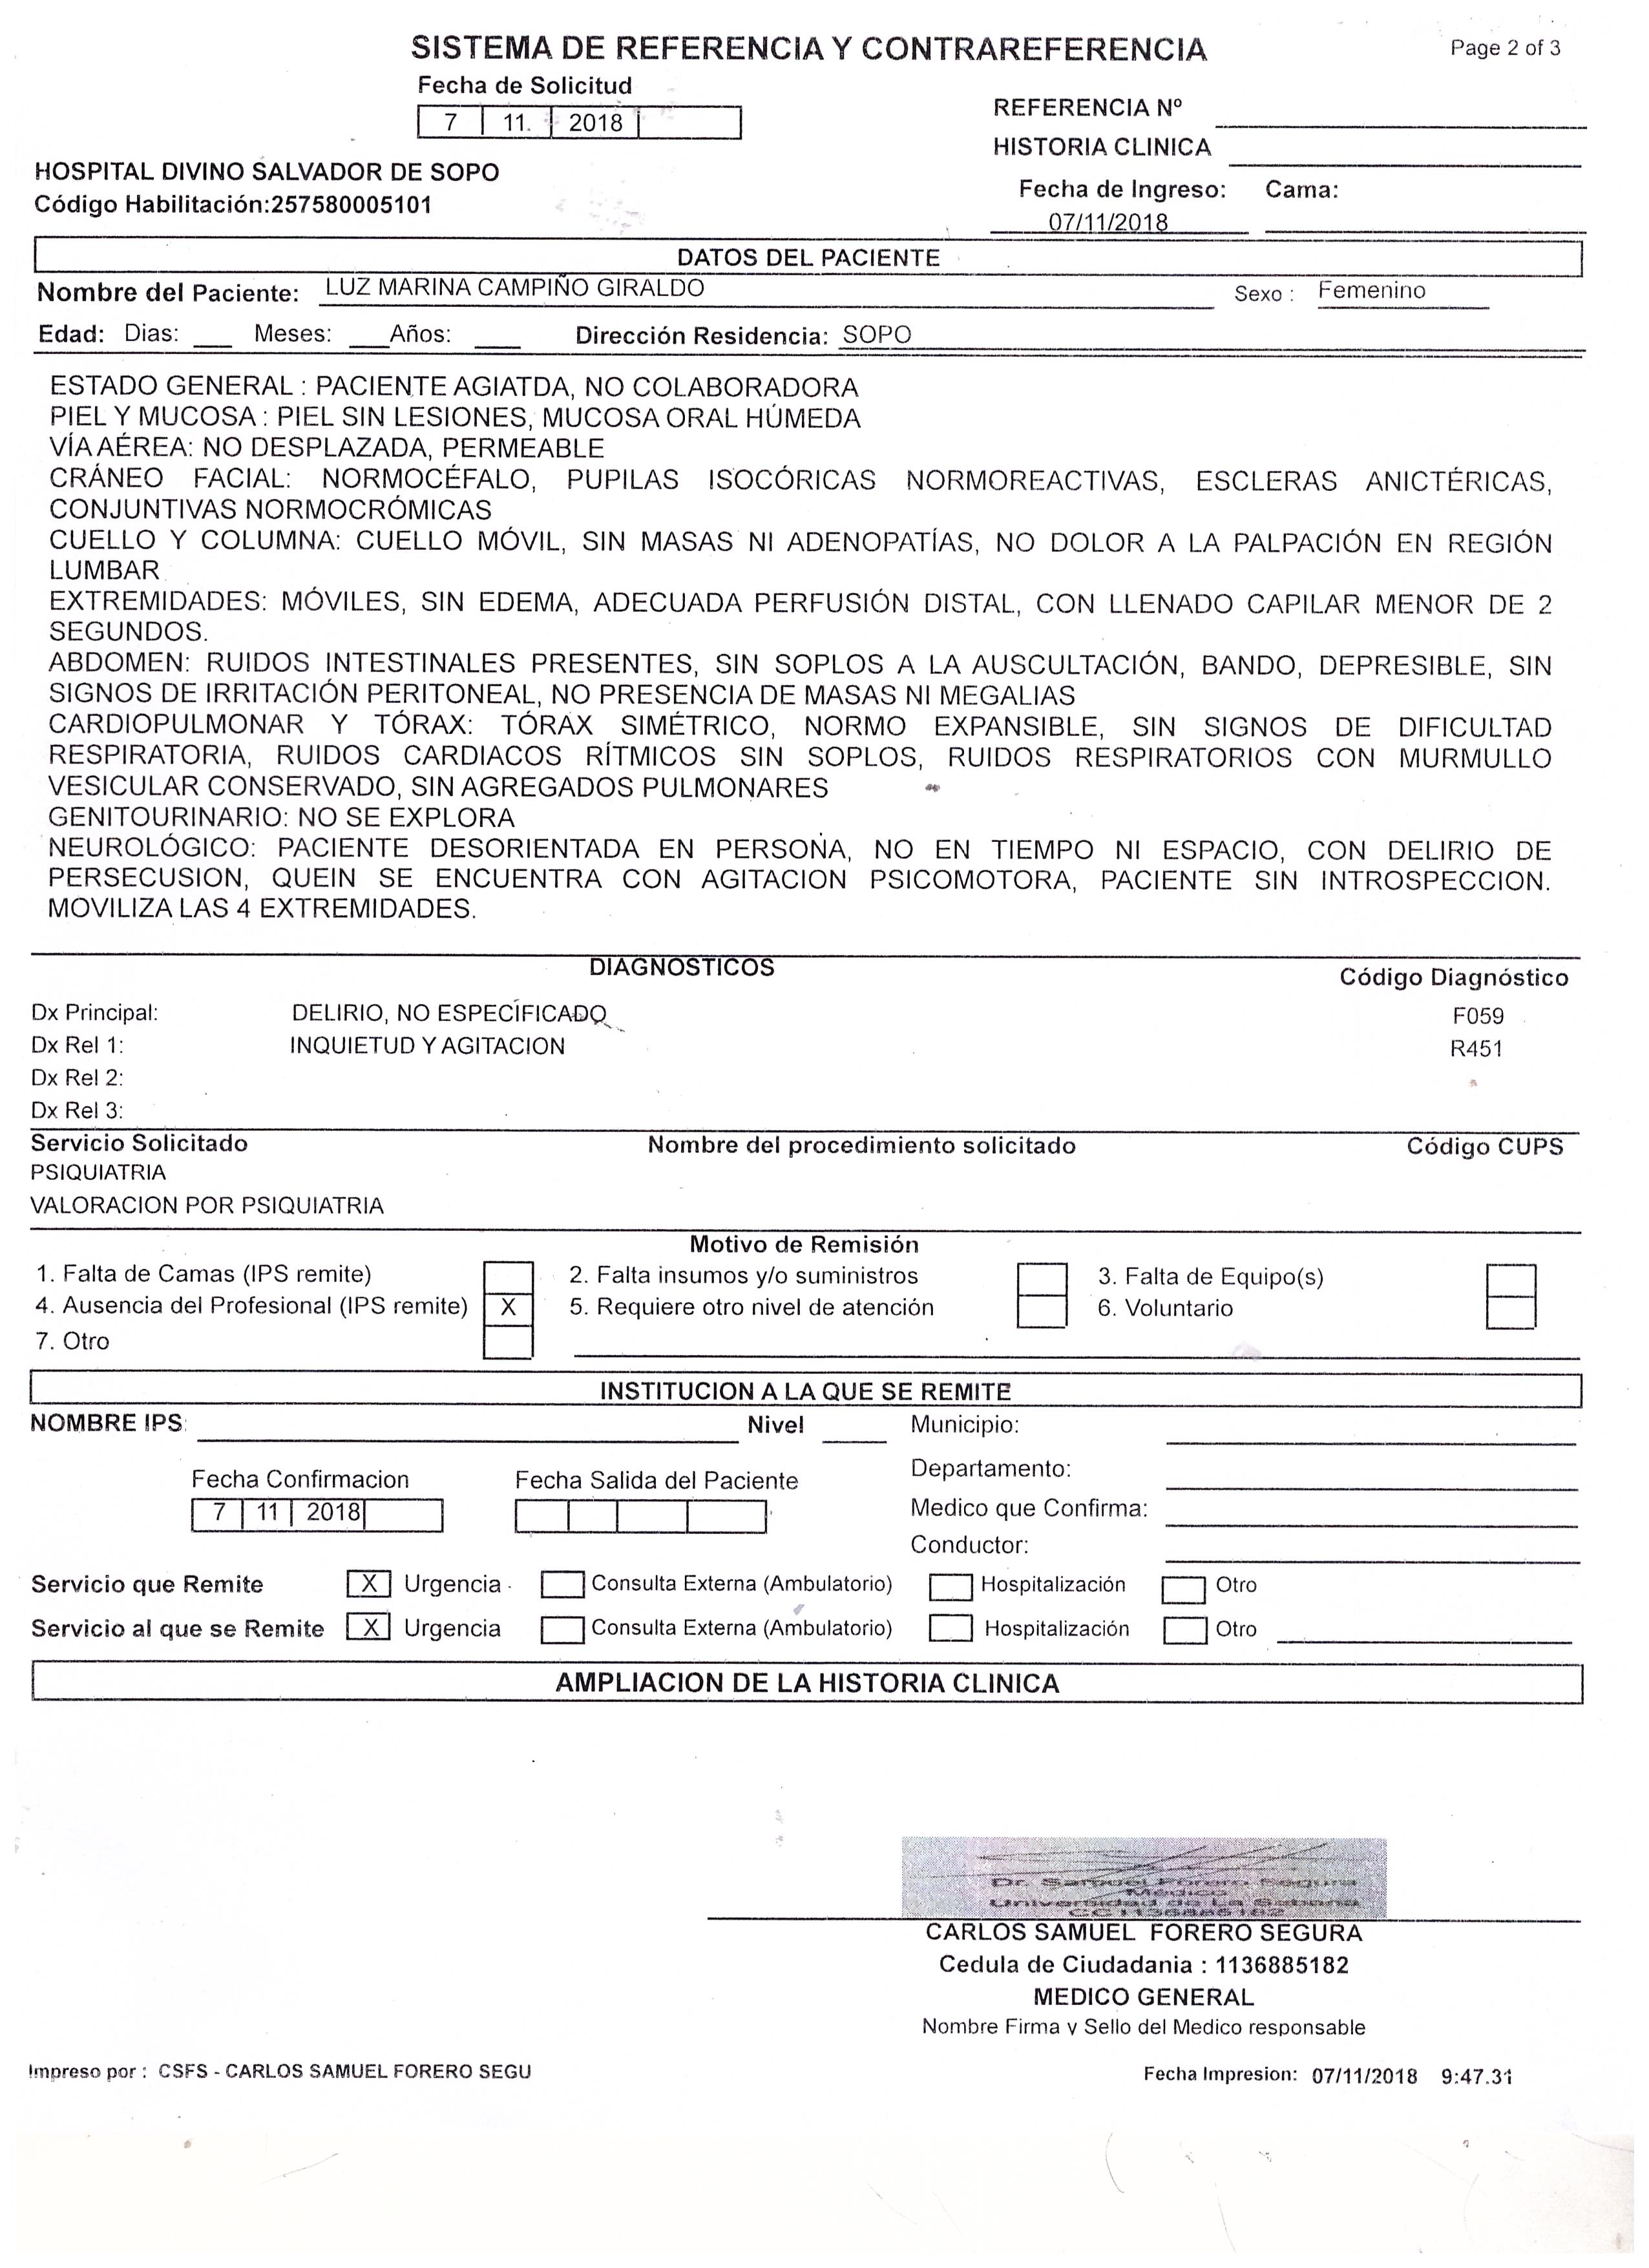 SISTEMA DE REFERENCIA Y CONTRAREFERENCIA
Page 2 of 3
Fecha de Solicitud
7 11. 2018
REFERENCIA Nº
HISTORIA CLINICA
HOSPITAL DIVINO SALVADOR DE SOPO
Código Habilitación:257580005101
Fecha de Ingreso: Cama:
07/11/2018
DATOS DEL PACIENTE
Nombre del Paciente: LUZ MARINA CAMPIÑO GIRALDO Sexo : Femenino
Edad: Dias: Meses: Años: Dirección Residencia: SOPO
ESTADO GENERAL : PACIENTE AGIATDA, NO COLABORADORA
PIEL Y MUCOSA : PIEL SIN LESIONES, MUCOSA ORAL HÚMEDA
VÍA AÉREA: NO DESPLAZADA, PERMEABLE
CRÁNEO FACIAL: NORMOCÉFALO, PUPILAS ISOCÓRICAS NORMOREACTIVAS, ESCLERAS ANICTÉRICAS,
CONJUNTIVAS NORMOCRÓMICAS
CUELLO Y COLUMNA: CUELLO MÓVIL, SIN MASAS NI ADENOPATÍAS, NO DOLOR A LA PALPACIÓN EN REGIÓN
LUMBAR
EXTREMIDADES: MÓVILES, SIN EDEMA, ADECUADA PERFUSIÓN DISTAL, CON LLENADO CAPILAR MENOR DE 2
SEGUNDOS.
ABDOMEN: RUIDOS INTESTINALES PRESENTES, SIN SOPLOS A LA AUSCULTACIÓN, BANDO, DEPRESIBLE, SIN
SIGNOS DE IRRITACIÓN PERITONEAL, NO PRESENCIA DE MASAS NI MEGALIAS
CARDIOPULMONAR Y TÓRAX: TÓRAX SIMÉTRICO, NORMO EXPANSIBLE, SIN SIGNOS DE DIFICULTAD
RESPIRATORIA, RUIDOS CARDIACOS RÍTMICOS SIN SOPLOS, RUIDOS RESPIRATORIOS CON MURMULLO
VESICULAR CONSERVADO, SIN AGREGADOS PULMONARES
GENITOURINARIO: NO SE EXPLORA
NEUROLÓGICO: PACIENTE DESORIENTADA EN PERSONA, NO EN TIEMPO NI ESPACIO, CON DELIRIO DE
PERSECUSION, QUEIN SE ENCUENTRA CON AGITACION PSICOMOTORA, PACIENTE SIN INTROSPECCION.
MOVILIZA LAS 4 EXTREMIDADES.
DIAGNOSTICOS
Código Diagnóstico
Dx Principal: DELIRIO, NO ESPECIFICADO F059
Dx Rel 1: INQUIETUD Y AGITACION R451
Dx Rel 2:
Dx Rel 3:
Servicio Solicitado Nombre del procedimiento solicitado Código CUPS
PSIQUIATRIA
VALORACION POR PSIQUIATRIA
Motivo de Remisión
1. Falta de Camas (IPS remite) 2. Falta insumos y/o suministros 3. Falta de Equipo(s)
4. Ausencia del Profesional (IPS remite) X 5. Requiere otro nivel de atención 6. Voluntario
7. Otro
INSTITUCION A LA QUE SE REMITE
NOMBRE IPS: Nivel Municipio:
Departamento:
Fecha Confirmacion Fecha Salida del Paciente
7 11 2018
Medico que Confirma:
Conductor:
Servicio que Remite X Urgencia Consulta Externa (Ambulatorio) Hospitalización Otro
Servicio al que se Remite X Urgencia Consulta Externa (Ambulatorio) Hospitalización Otro
AMPLIACION DE LA HISTORIA CLINICA
Dr. Samuel Forero Segura
Médico
Universidad de La Sabana
CC 1136885182
CARLOS SAMUEL FORERO SEGURA
Cedula de Ciudadania : 1136885182
MEDICO GENERAL
Nombre Firma y Sello del Medico responsable
Impreso por : CSFS - CARLOS SAMUEL FORERO SEGU
Fecha Impresion: 07/11/2018 9:47.31